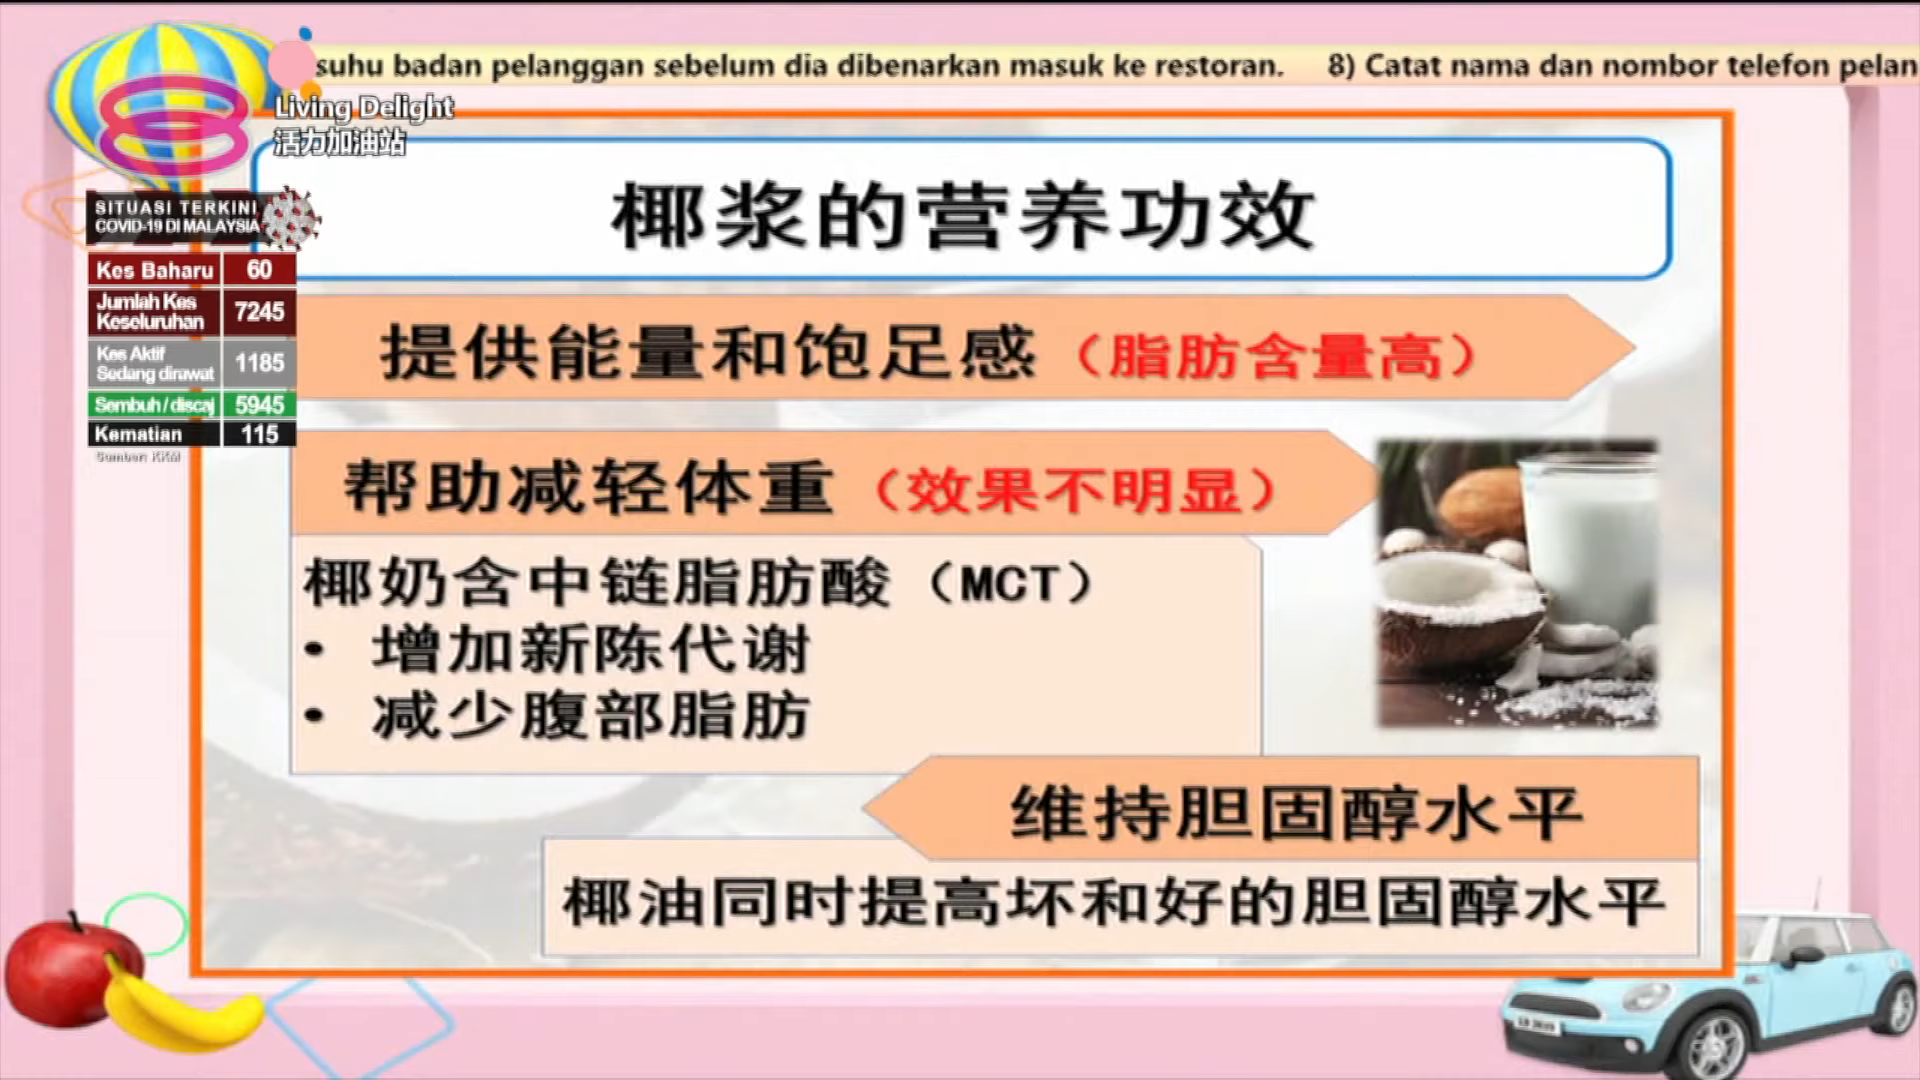 suhu badan pelanggan sebelum dia dibenarkan masuk ke restoran. 8) Catat nama dan nombor telefon pelan
Living Delight
活力加油站
SITUASI TERKINI
COVID-19 DI MALAYSIA
Kes Baharu 60
Jumlah Kes
Keseluruhan 7245
Kes Aktif
Sedang dirawat 1185
Sembuh / discaj 5945
Kematian 115
Sumber: KKM
椰浆的营养功效
提供能量和饱足感（脂肪含量高）
帮助减轻体重（效果不明显）
椰奶含中链脂肪酸（MCT）
• 增加新陈代谢
• 减少腹部脂肪
维持胆固醇水平
椰油同时提高坏和好的胆固醇水平